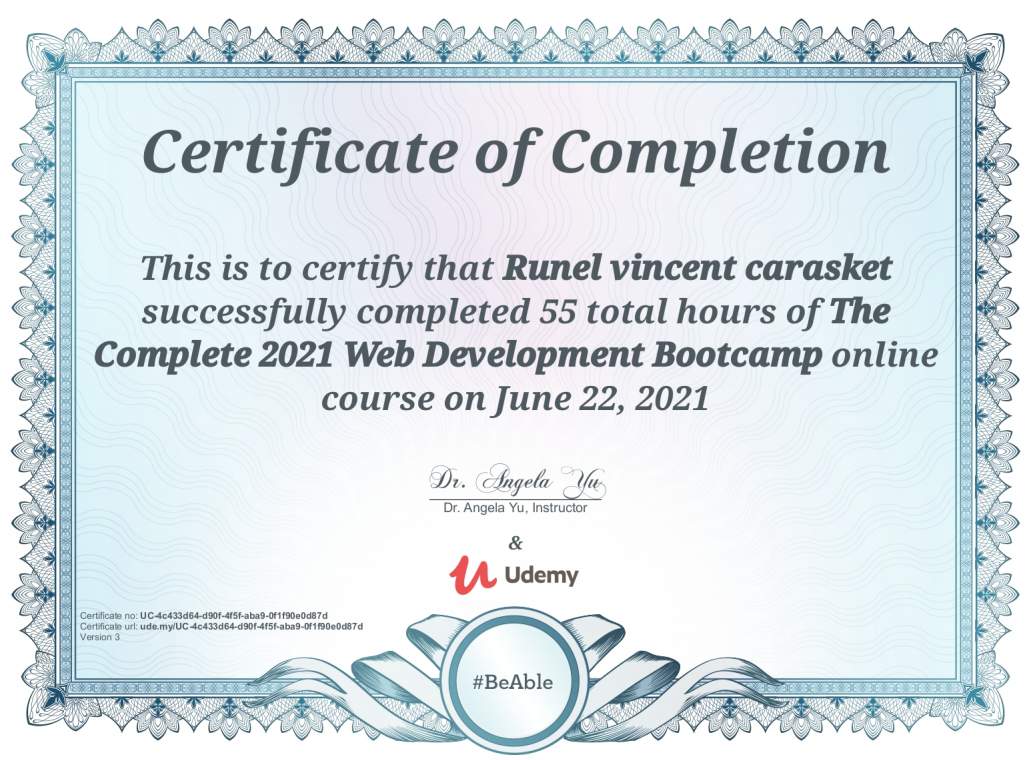 Certificate of Completion
This is to certify that Runel vincent carasket
successfully completed 55 total hours of The
Complete 2021 Web Development Bootcamp online
course on June 22, 2021
Dr. Angela Yu
Dr. Angela Yu, Instructor
&
Udemy
Certificate no: UC-4c433d64-d90f-4f5f-aba9-0f1f90e0d87d
Certificate url: ude.my/UC-4c433d64-d90f-4f5f-aba9-0f1f90e0d87d
Version 3
#BeAble